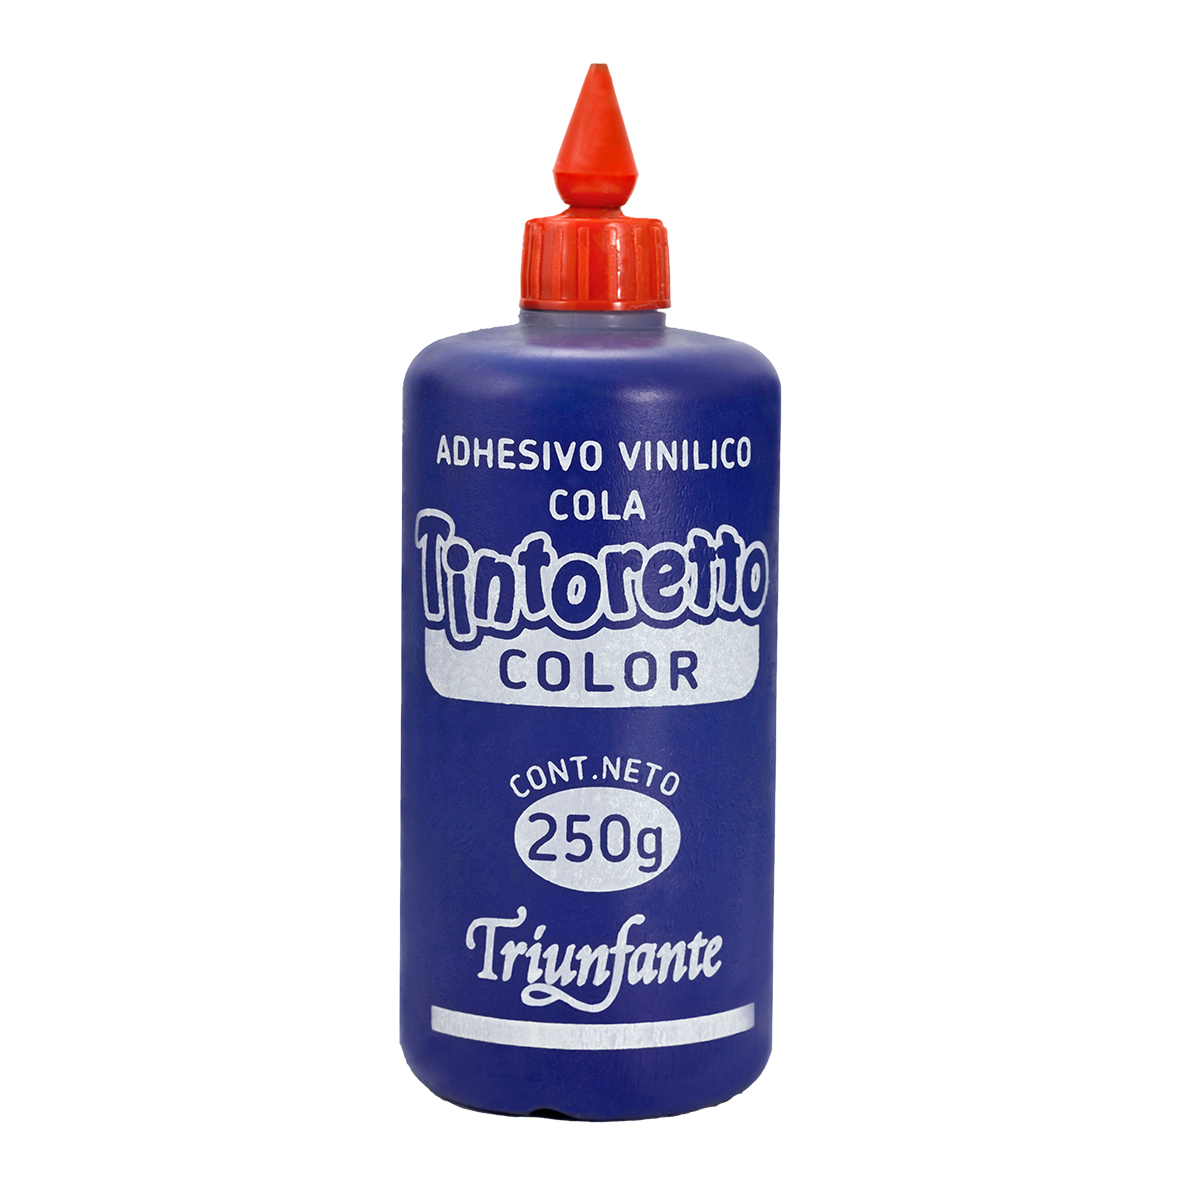 ADHESIVO VINILICO
COLA
Tintoretto
COLOR
CONT.NETO
250g
Triunfante